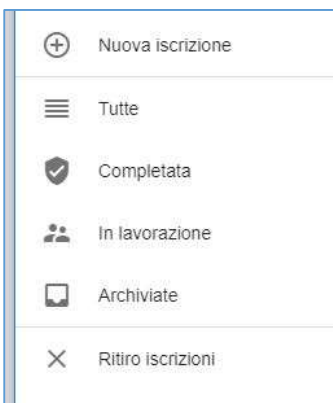 Nuova iscrizione
Tutte
Completata
In lavorazione
Archiviate
Ritiro iscrizioni